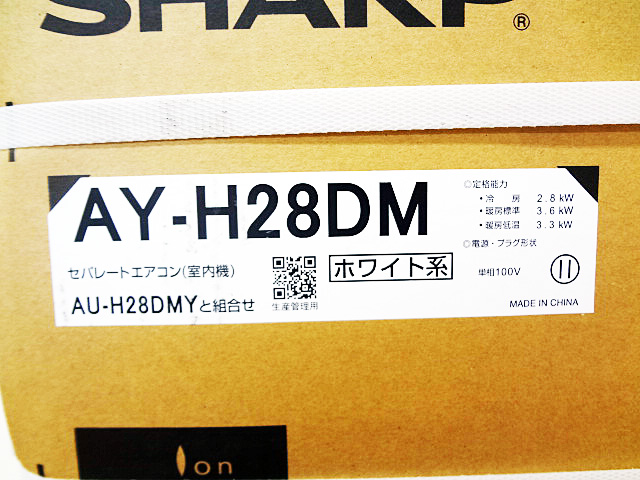 SHARP®
AY-H28DM
◎定格能力
・冷 房 2.8 kW
・暖房標準 3.6 kW
・暖房低温 3.3 kW
◎電源・プラグ形状
単相100V
MADE IN CHINA
セパレートエアコン(室内機)
AU-H28DMYと組合せ
生産管理用
ホワイト系
Ion